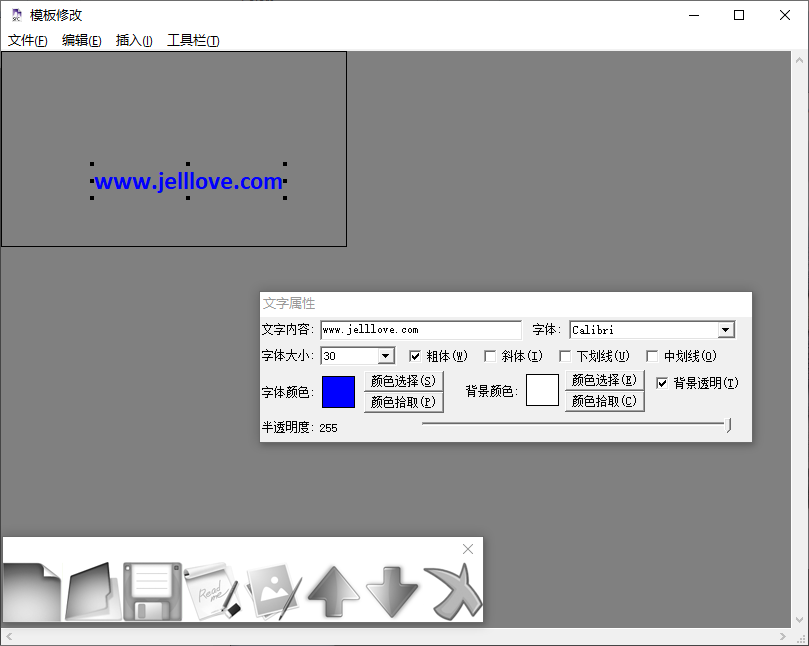 模板修改
文件(F) 编辑(E) 插入(I) 工具栏(T)
www.jelllove.com
文字属性
文字内容: www.jelllove.com 字体: Calibri
字体大小: 30 粗体(W) 斜体(I) 下划线(U) 中划线(O)
字体颜色: 颜色选择(S) 背景颜色: 颜色选择(E) 背景透明(T)
颜色拾取(P) 颜色拾取(C)
半透明度: 255
Read
me